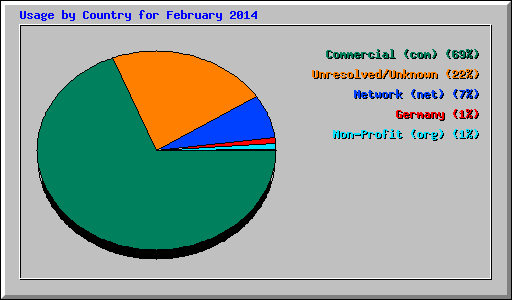 Usage by Country for February 2014
Commercial (com) (69%)
Unresolved/Unknown (22%)
Network (net) (7%)
Germany (1%)
Non-Profit (org) (1%)